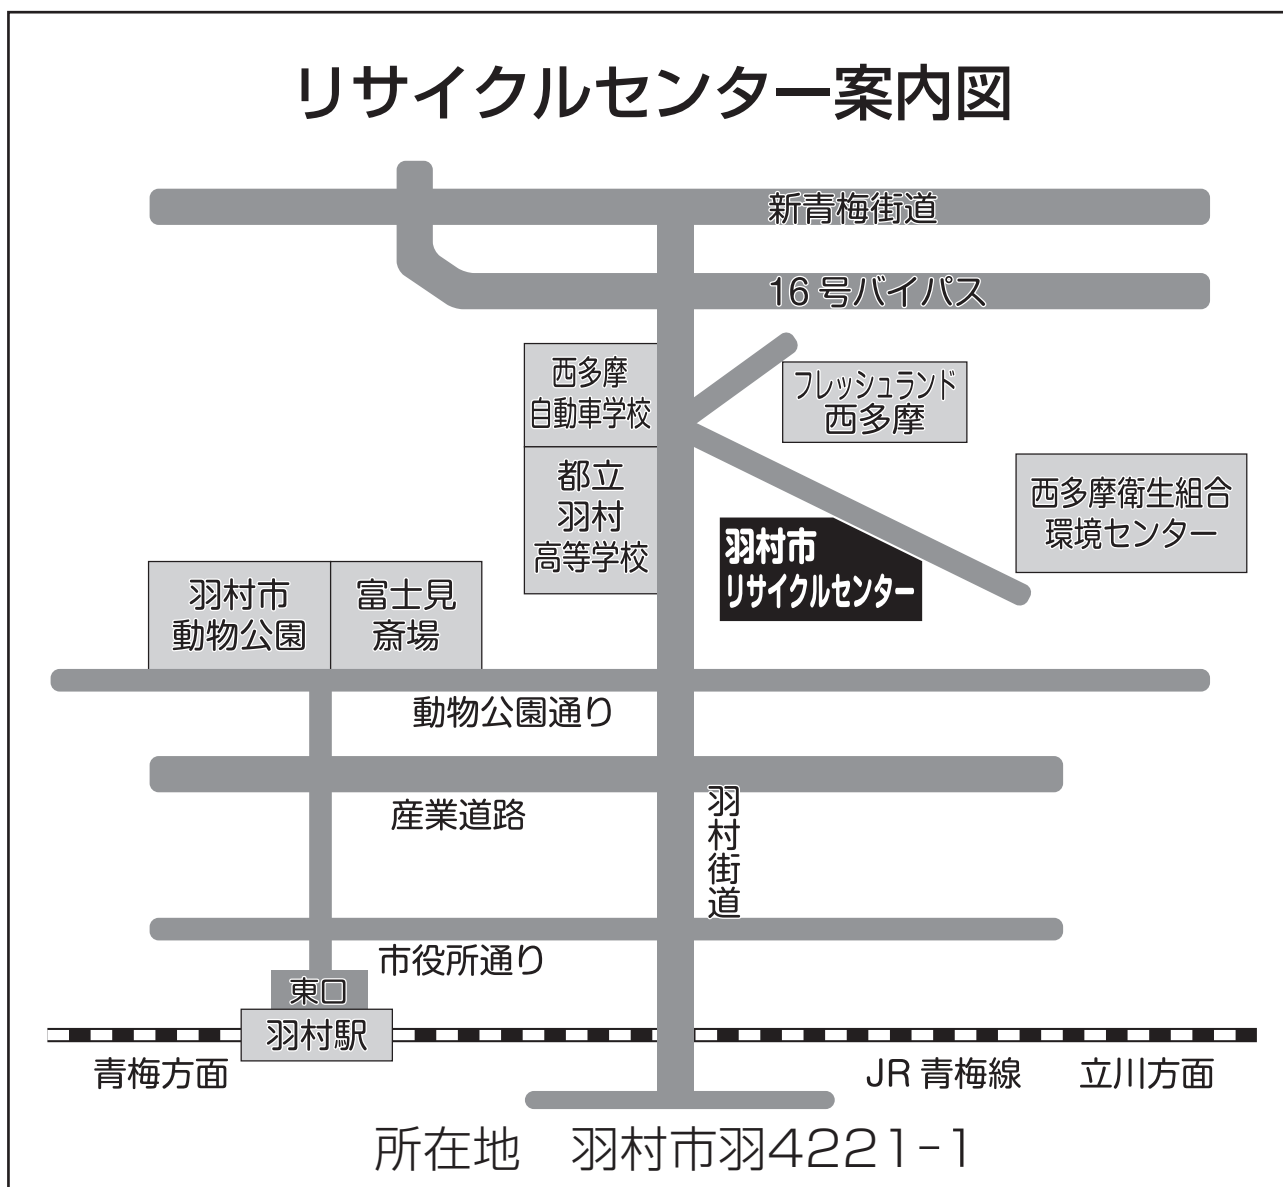 リサイクルセンター案内図
新青梅街道
16号バイパス
西多摩
自動車学校
フレッシュランド
西多摩
都立
羽村
高等学校
西多摩衛生組合
環境センター
羽村市
リサイクルセンター
羽村市
動物公園
富士見
斎場
動物公園通り
産業道路
羽村街道
市役所通り
東口
羽村駅
青梅方面
JR青梅線
立川方面
所在地　羽村市羽4221-1